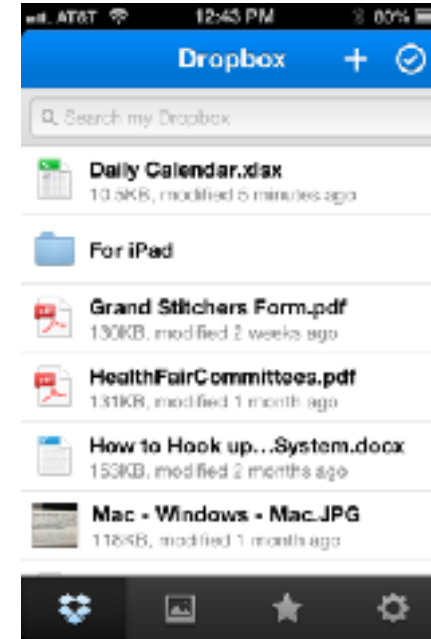 AT&T 12:43 PM 80%
Dropbox
Search my Dropbox
Daily Calendar.xlsx
10.5KB, modified 5 minutes ago
For iPad
Grand Stitchers Form.pdf
130KB, modified 2 weeks ago
HealthFairCommittees.pdf
131KB, modified 1 month ago
How to Hook up...System.docx
153KB, modified 2 months ago
Mac - Windows - Mac.JPG
118KB, modified 1 month ago